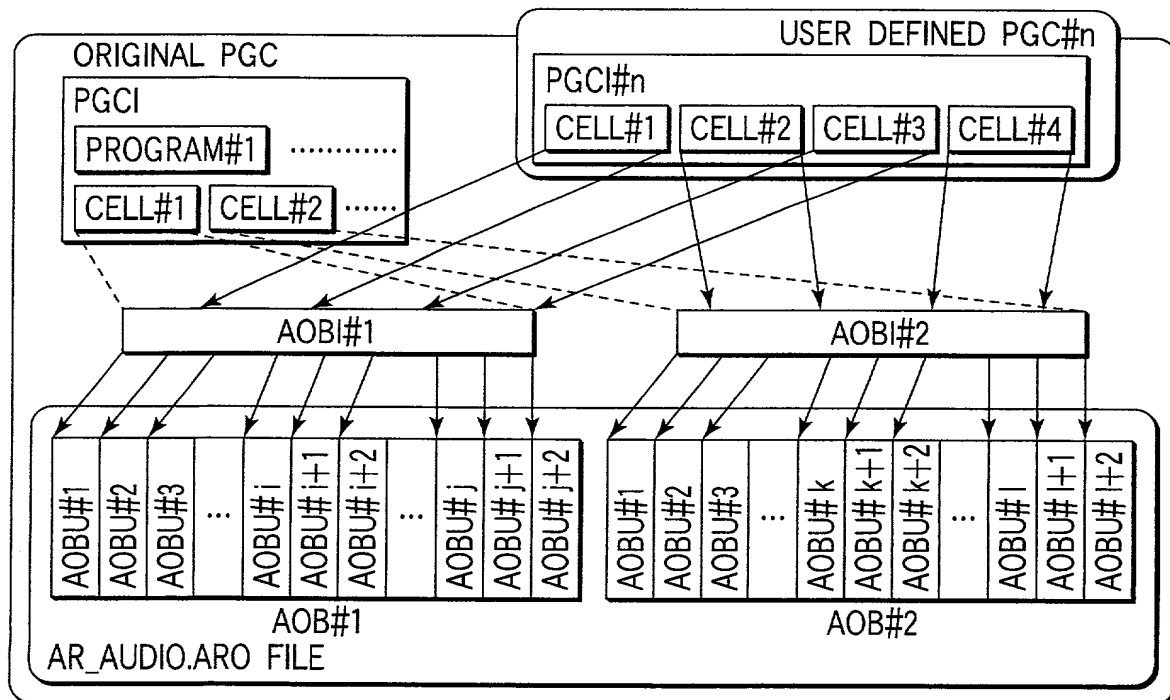 ORIGINAL PGC
PGCI
PROGRAM#1 ............
CELL#1 CELL#2 ......
USER DEFINED PGC#n
PGCI#n
CELL#1 CELL#2 CELL#3 CELL#4
AOBI#1 AOBI#2
AOBU#1
AOBU#2
AOBU#3
...
AOBU#i
AOBU#i+1
AOBU#i+2
...
AOBU#j
AOBU#j+1
AOBU#j+2
AOB#1
AOBU#1
AOBU#2
AOBU#3
...
AOBU#k
AOBU#k+1
AOBU#k+2
...
AOBU#l
AOBU#l+1
AOBU#l+2
AOB#2
AR_AUDIO.ARO FILE